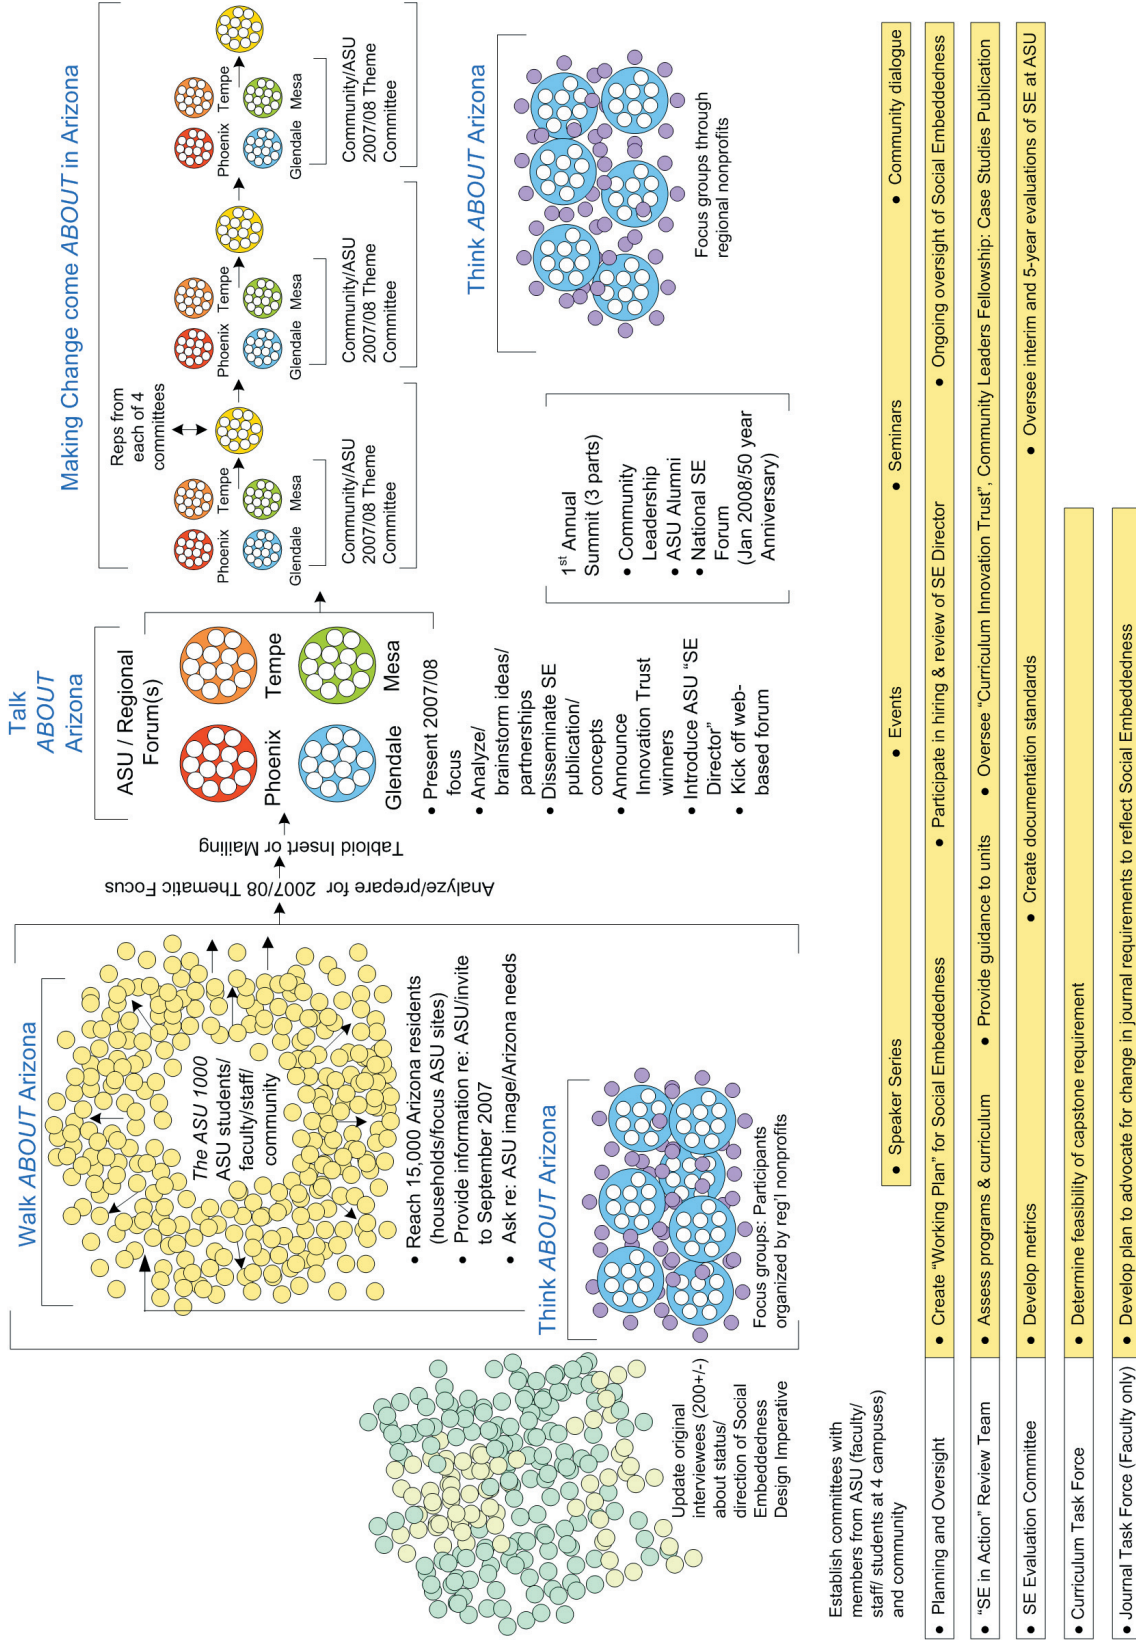 Update original
interviewees (200+/-)
about status/
direction of Social
Embeddedness
Design Imperative
Walk ABOUT Arizona
The ASU 1000
ASU students/
faculty/staff/
community
• Reach 15,000 Arizona residents
(households/focus ASU sites)
• Provide information re: ASU/invite
to September 2007
• Ask re: ASU image/Arizona needs
Think ABOUT Arizona
Focus groups: Participants
organized by reg'l nonprofits
Analyze/prepare for 2007/08 Thematic Focus
Tabloid Insert or Mailing
Talk
ABOUT
Arizona
ASU / Regional
Forum(s)
Phoenix Tempe
Glendale Mesa
• Present 2007/08
focus
• Analyze/
brainstorm ideas/
partnerships
• Disseminate SE
publication/
concepts
• Announce
Innovation Trust
winners
• Introduce ASU “SE
Director”
• Kick off web-
based forum
Making Change come ABOUT in Arizona
Reps from
each of 4
committees
Phoenix Tempe
Glendale Mesa
Community/ASU
2007/08 Theme
Committee
Phoenix Tempe
Glendale Mesa
Community/ASU
2007/08 Theme
Committee
Phoenix Tempe
Glendale Mesa
Community/ASU
2007/08 Theme
Committee
1st Annual
Summit (3 parts)
• Community
Leadership
• ASU Alumni
• National SE
Forum
(Jan 2008/50 year
Anniversary)
Think ABOUT Arizona
Focus groups through
regional nonprofits
Establish committees with
members from ASU (faculty/
staff/ students at 4 campuses)
and community
• Speaker Series • Events • Seminars • Community dialogue
• Planning and Oversight • Create “Working Plan” for Social Embeddedness • Participate in hiring & review of SE Director • Ongoing oversight of Social Embeddedness
• “SE in Action” Review Team • Assess programs & curriculum • Provide guidance to units • Oversee “Curriculum Innovation Trust”, Community Leaders Fellowship: Case Studies Publication
• SE Evaluation Committee • Develop metrics • Create documentation standards • Oversee interim and 5-year evaluations of SE at ASU
• Curriculum Task Force • Determine feasibility of capstone requirement
• Journal Task Force (Faculty only) • Develop plan to advocate for change in journal requirements to reflect Social Embeddedness